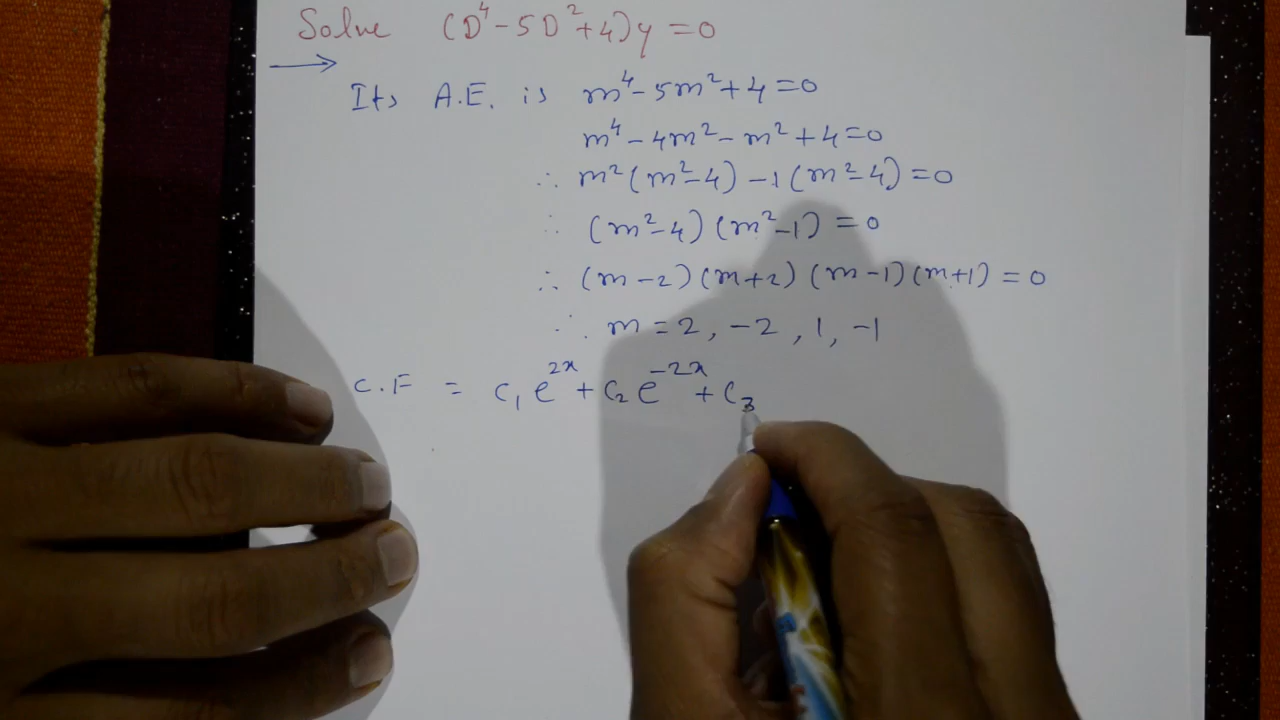 Solve (D⁴-5D²+4)y=0
Its A.E. is m⁴-5m²+4=0
m⁴-4m²-m²+4=0
∴ m²(m²-4)-1(m²-4)=0
∴ (m²-4)(m²-1)=0
∴ (m-2)(m+2)(m-1)(m+1)=0
∴ m=2,-2,1,-1
C.F = c₁e²ˣ+c₂e⁻²ˣ+c₃